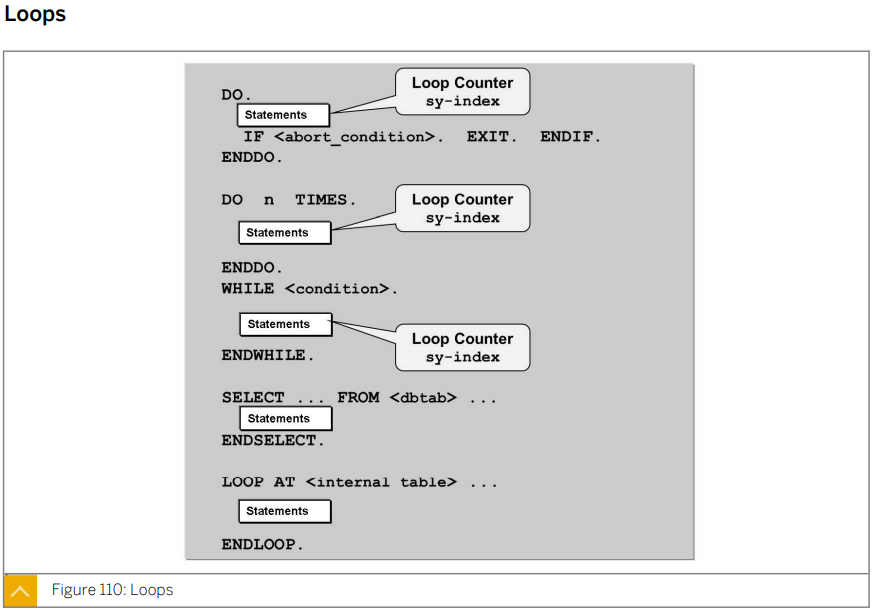 Loops
DO.
Loop Counter
sy-index
Statements
IF <abort_condition>. EXIT. ENDIF.
ENDDO.
DO n TIMES.
Loop Counter
sy-index
Statements
ENDDO.
WHILE <condition>.
Statements
Loop Counter
sy-index
ENDWHILE.
SELECT ... FROM <dbtab> ...
Statements
ENDSELECT.
LOOP AT <internal table> ...
Statements
ENDLOOP.
Figure 110: Loops